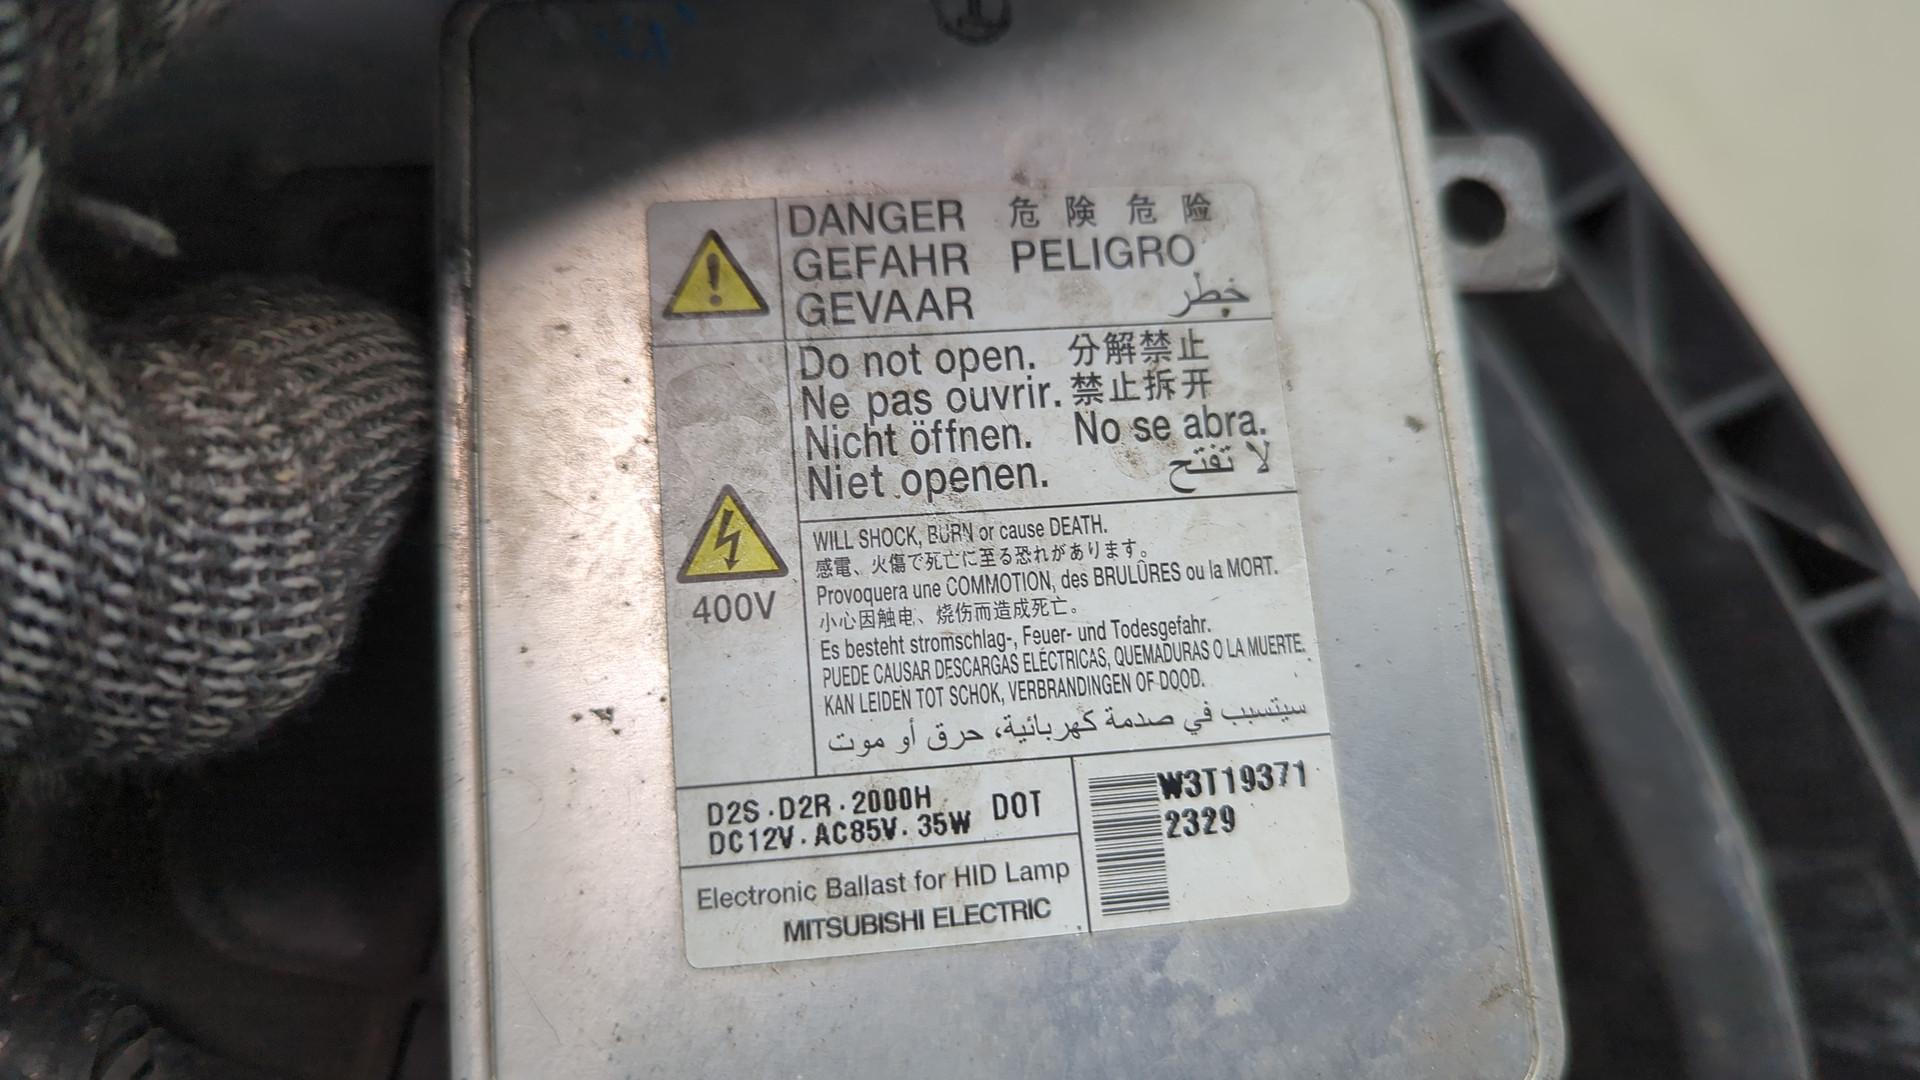 DANGER 危 険 危 险
GEFAHR PELIGRO
GEVAAR خطر
Do not open. 分解禁止
Ne pas ouvrir. 禁止拆开
Nicht öffnen. No se abra.
Niet openen. لا تفتح
400V
WILL SHOCK, BURN or cause DEATH.
感電、火傷で死亡に至る恐れがあります。
Provoquera une COMMOTION, des BRULÛRES ou la MORT.
小心因触电、烧伤而造成死亡。
Es besteht stromschlag-, Feuer- und Todesgefahr.
PUEDE CAUSAR DESCARGAS ELÉCTRICAS, QUEMADURAS O LA MUERTE.
KAN LEIDEN TOT SCHOK, VERBRANDINGEN OF DOOD.
سيتسبب في صدمة كهربائية، حرق أو موت
D2S·D2R·2000H DOT
DC12V·AC85V·35W
Electronic Ballast for HID Lamp
MITSUBISHI ELECTRIC
W3T19371
2329